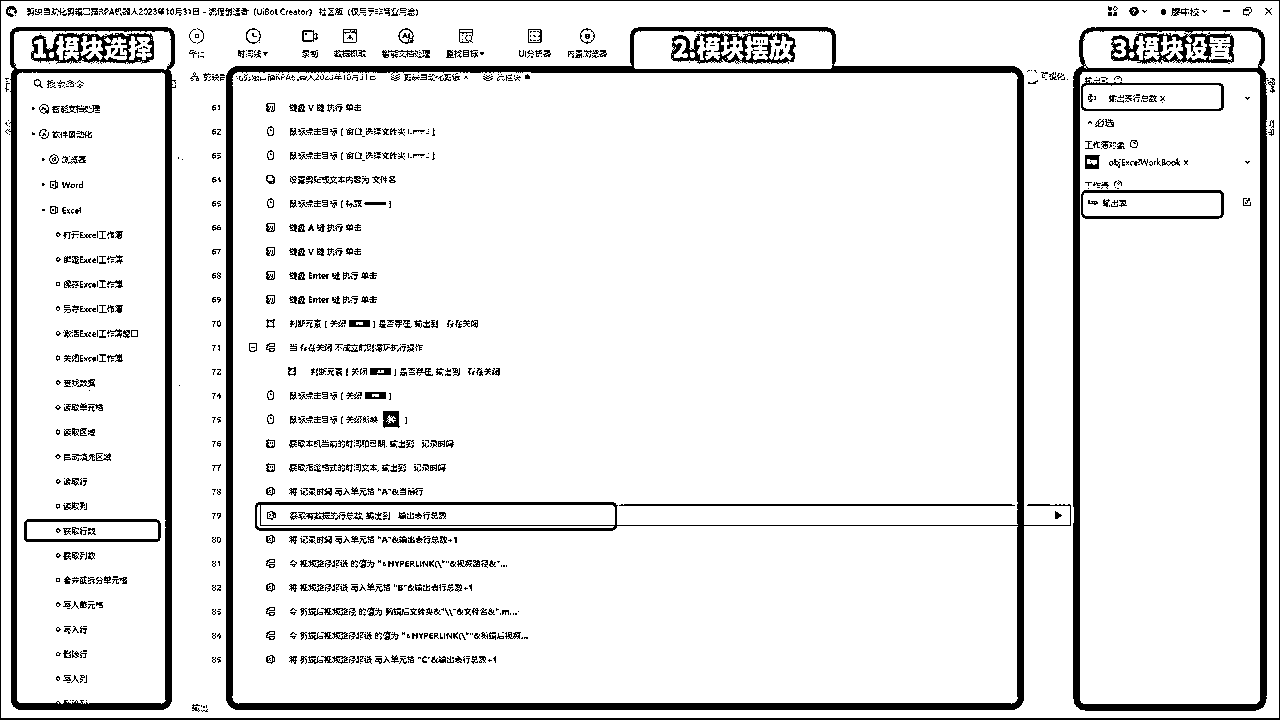 剪映自动化剪辑口播RPA机器人2023年10月31日 - 流程创造者 (UiBot Creator) 社区版 (仅用于非商业导出)
1.模块选择
2.模块摆放
3.模块设置
时间线
录制
数据抓取
智能文档处理
查找目标
UI分析器
内置浏览器
搜索命令
智能文档处理
软件自动化
浏览器
Word
Excel
打开Excel工作簿
绑定Excel工作簿
保存Excel工作簿
另存Excel工作簿
激活Excel工作簿窗口
关闭Excel工作簿
查找数据
读取单元格
读取区域
自动填充区域
读取行
读取列
获取行数
获取列数
合并或拆分单元格
写入单元格
写入行
删除行
写入列
61 键盘 V 键 执行 单击
62 鼠标点击目标 [ 窗口_选择文件夹
63 鼠标点击目标 [ 窗口_选择文件夹
64 设置剪贴板文本内容为 文件名
65 鼠标点击目标 [ 标题 ]
66 键盘 A 键 执行 单击
67 键盘 V 键 执行 单击
68 键盘 Enter 键 执行 单击
69 键盘 Enter 键 执行 单击
70 判断元素 [ 关闭 ] 是否存在, 输出到 存在关闭
71 当 存在关闭 不成立时则循环执行操作
72 判断元素 [ 关闭 ] 是否存在, 输出到 存在关闭
74 鼠标点击目标 [ 关闭 ]
75 鼠标点击目标 [ 关闭剪映 ]
76 获取本机当前的时间和日期, 输出到 记录时间
77 获取指定格式的时间文本, 输出到 记录时间
78 将 记录时间 写入单元格 "A"&当前行
79 获取有数据的行总数, 输出到 输出表行总数
80 将 记录时间 写入单元格 "A"&输出表行总数+1
81 令 视频路径超链 的值为 "=HYPERLINK(\""&视频路径&"...
82 将 视频路径超链 写入单元格 "B"&输出表行总数+1
83 令 剪辑后视频路径 的值为 剪辑后文件夹&"\\"&文件名&".m...
84 令 剪辑后视频路径超链 的值为 "=HYPERLINK(\""&剪辑后视频...
85 将 剪辑后视频路径超链 写入单元格 "C"&输出表行总数+1
输出
可视化
输出到
输出表行总数 ×
必选
工作簿对象
objExcelWorkBook ×
工作表
输出表